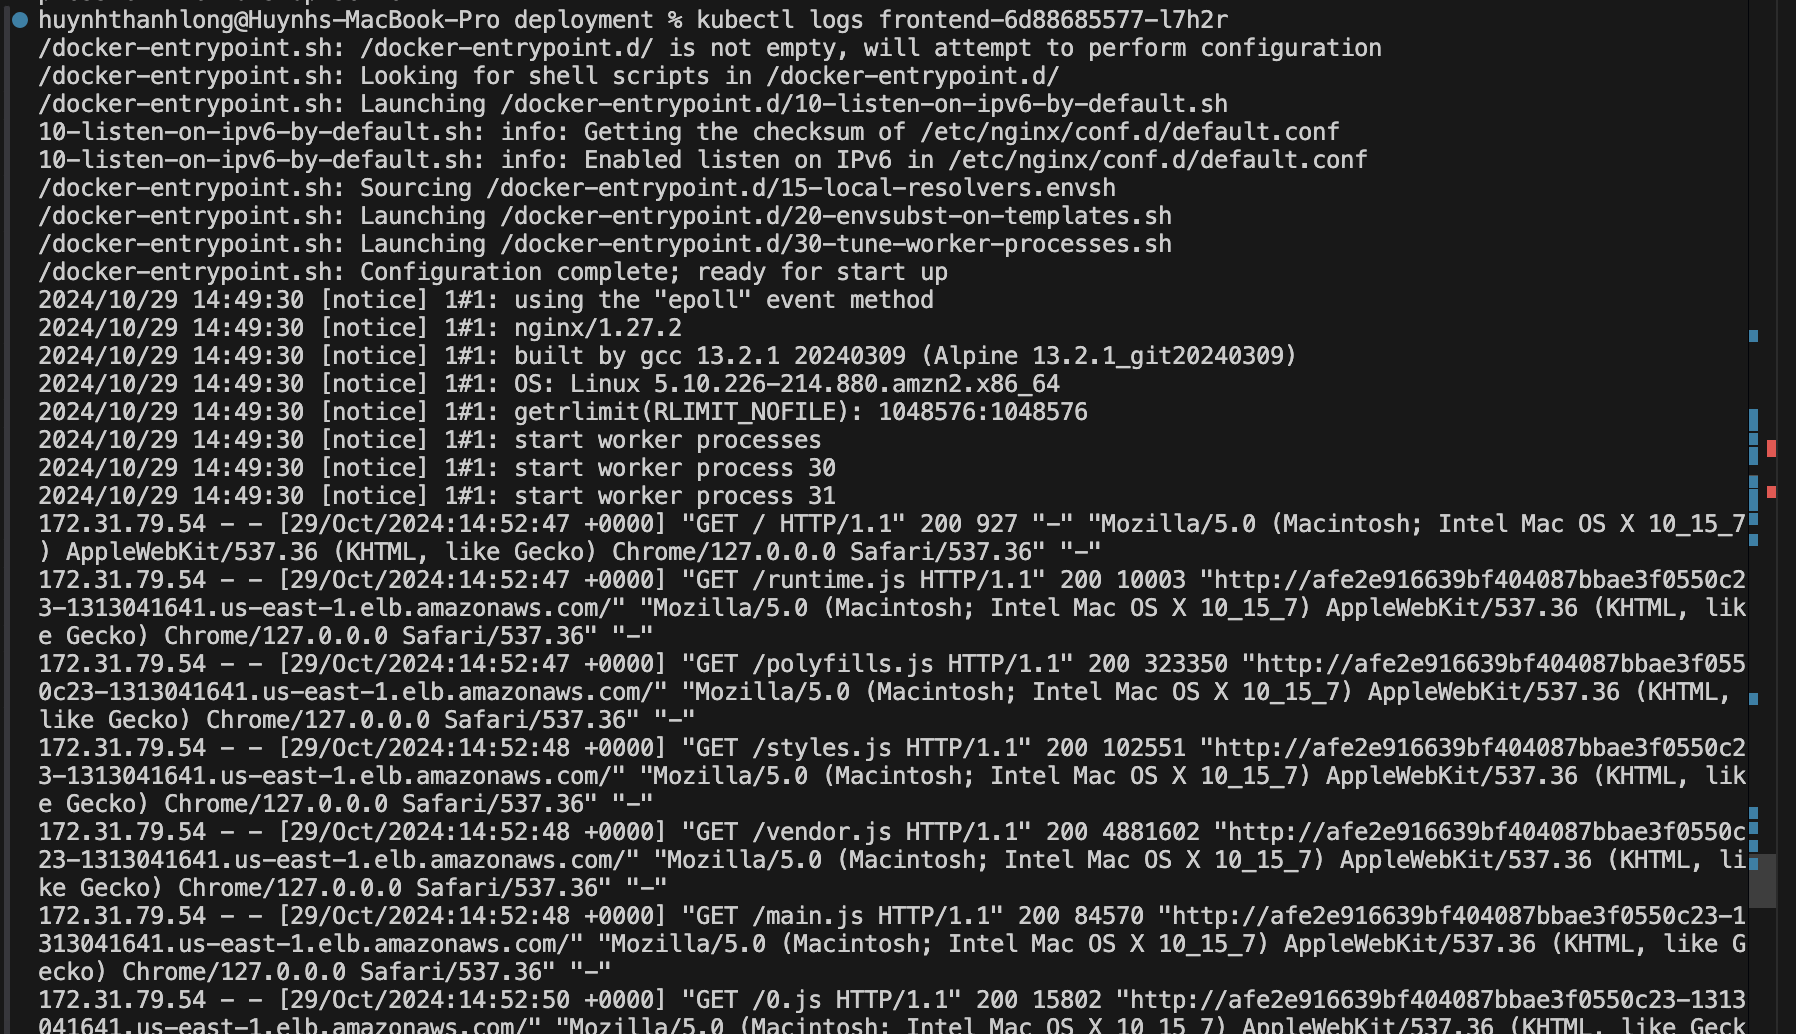 huynhthanhlong@Huynhs-MacBook-Pro deployment % kubectl logs frontend-6d88685577-l7h2r
/docker-entrypoint.sh: /docker-entrypoint.d/ is not empty, will attempt to perform configuration
/docker-entrypoint.sh: Looking for shell scripts in /docker-entrypoint.d/
/docker-entrypoint.sh: Launching /docker-entrypoint.d/10-listen-on-ipv6-by-default.sh
10-listen-on-ipv6-by-default.sh: info: Getting the checksum of /etc/nginx/conf.d/default.conf
10-listen-on-ipv6-by-default.sh: info: Enabled listen on IPv6 in /etc/nginx/conf.d/default.conf
/docker-entrypoint.sh: Sourcing /docker-entrypoint.d/15-local-resolvers.envsh
/docker-entrypoint.sh: Launching /docker-entrypoint.d/20-envsubst-on-templates.sh
/docker-entrypoint.sh: Launching /docker-entrypoint.d/30-tune-worker-processes.sh
/docker-entrypoint.sh: Configuration complete; ready for start up
2024/10/29 14:49:30 [notice] 1#1: using the "epoll" event method
2024/10/29 14:49:30 [notice] 1#1: nginx/1.27.2
2024/10/29 14:49:30 [notice] 1#1: built by gcc 13.2.1 20240309 (Alpine 13.2.1_git20240309)
2024/10/29 14:49:30 [notice] 1#1: OS: Linux 5.10.226-214.880.amzn2.x86_64
2024/10/29 14:49:30 [notice] 1#1: getrlimit(RLIMIT_NOFILE): 1048576:1048576
2024/10/29 14:49:30 [notice] 1#1: start worker processes
2024/10/29 14:49:30 [notice] 1#1: start worker process 30
2024/10/29 14:49:30 [notice] 1#1: start worker process 31
172.31.79.54 - - [29/Oct/2024:14:52:47 +0000] "GET / HTTP/1.1" 200 927 "-" "Mozilla/5.0 (Macintosh; Intel Mac OS X 10_15_7
) AppleWebKit/537.36 (KHTML, like Gecko) Chrome/127.0.0.0 Safari/537.36" "-"
172.31.79.54 - - [29/Oct/2024:14:52:47 +0000] "GET /runtime.js HTTP/1.1" 200 10003 "http://afe2e916639bf404087bbae3f0550c2
3-1313041641.us-east-1.elb.amazonaws.com/" "Mozilla/5.0 (Macintosh; Intel Mac OS X 10_15_7) AppleWebKit/537.36 (KHTML, lik
e Gecko) Chrome/127.0.0.0 Safari/537.36" "-"
172.31.79.54 - - [29/Oct/2024:14:52:47 +0000] "GET /polyfills.js HTTP/1.1" 200 323350 "http://afe2e916639bf404087bbae3f055
0c23-1313041641.us-east-1.elb.amazonaws.com/" "Mozilla/5.0 (Macintosh; Intel Mac OS X 10_15_7) AppleWebKit/537.36 (KHTML,
like Gecko) Chrome/127.0.0.0 Safari/537.36" "-"
172.31.79.54 - - [29/Oct/2024:14:52:48 +0000] "GET /styles.js HTTP/1.1" 200 102551 "http://afe2e916639bf404087bbae3f0550c2
3-1313041641.us-east-1.elb.amazonaws.com/" "Mozilla/5.0 (Macintosh; Intel Mac OS X 10_15_7) AppleWebKit/537.36 (KHTML, lik
e Gecko) Chrome/127.0.0.0 Safari/537.36" "-"
172.31.79.54 - - [29/Oct/2024:14:52:48 +0000] "GET /vendor.js HTTP/1.1" 200 4881602 "http://afe2e916639bf404087bbae3f0550c
23-1313041641.us-east-1.elb.amazonaws.com/" "Mozilla/5.0 (Macintosh; Intel Mac OS X 10_15_7) AppleWebKit/537.36 (KHTML, li
ke Gecko) Chrome/127.0.0.0 Safari/537.36" "-"
172.31.79.54 - - [29/Oct/2024:14:52:48 +0000] "GET /main.js HTTP/1.1" 200 84570 "http://afe2e916639bf404087bbae3f0550c23-1
313041641.us-east-1.elb.amazonaws.com/" "Mozilla/5.0 (Macintosh; Intel Mac OS X 10_15_7) AppleWebKit/537.36 (KHTML, like G
ecko) Chrome/127.0.0.0 Safari/537.36" "-"
172.31.79.54 - - [29/Oct/2024:14:52:50 +0000] "GET /0.js HTTP/1.1" 200 15802 "http://afe2e916639bf404087bbae3f0550c23-1313
041641.us-east-1.elb.amazonaws.com/" "Mozilla/5.0 (Macintosh; Intel Mac OS X 10_15_7) AppleWebKit/537.36 (KHTML, like Geck